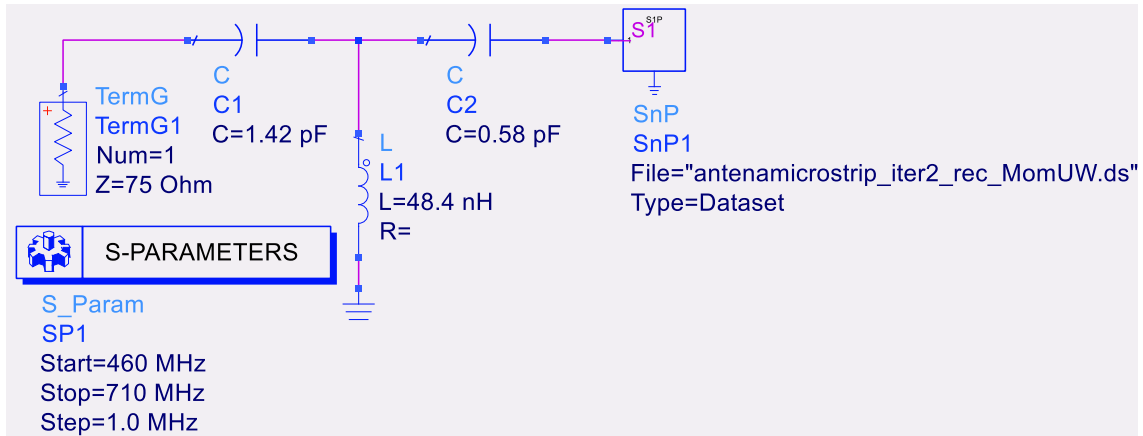 S1P
S1
C
C1
C=1.42 pF
C
C2
C=0.58 pF
+
TermG
TermG1
Num=1
Z=75 Ohm
L
L1
L=48.4 nH
R=
SnP
SnP1
File="antenamicrostrip_iter2_rec_MomUW.ds"
Type=Dataset
S-PARAMETERS
S_Param
SP1
Start=460 MHz
Stop=710 MHz
Step=1.0 MHz